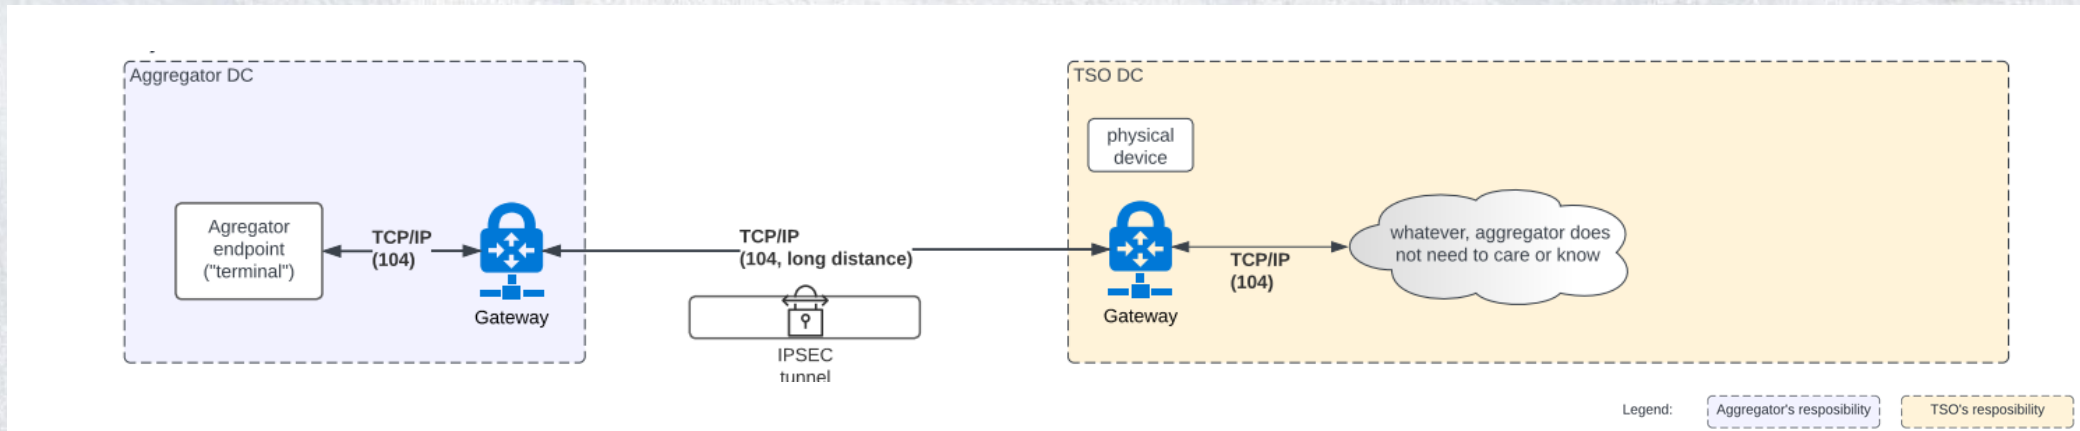 Aggregator DC
Agregator
endpoint
("terminal")
TCP/IP
(104)
Gateway
TCP/IP
(104, long distance)
IPSEC
tunnel
TSO DC
physical
device
Gateway
TCP/IP
(104)
whatever, aggregator does
not need to care or know
Legend:
Aggregator's resposibility
TSO's resposibility